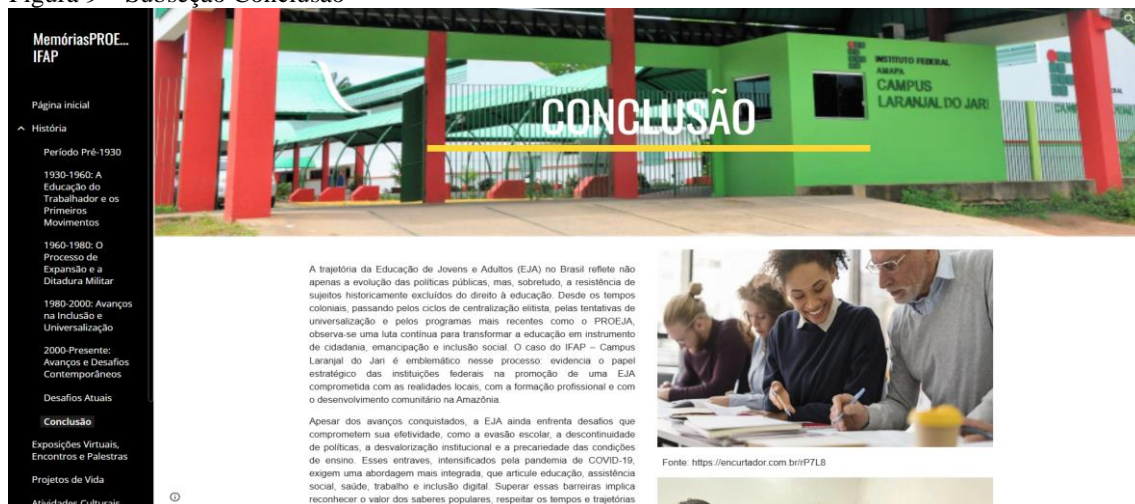 Figura 9 – Subseção Conclusão
MemóriasPROE...
IFAP
Página inicial
História
Período Pré-1930
1930-1960: A
Educação do
Trabalhador e os
Primeiros
Movimentos
1960-1980: O
Processo de
Expansão e a
Ditadura Militar
1980-2000: Avanços
na Inclusão e
Universalização
2000-Presente:
Avanços e Desafios
Contemporâneos
Desafios Atuais
Conclusão
Exposições Virtuais,
Encontros e Palestras
Projetos de Vida
Atividades Culturais
INSTITUTO FEDERAL
AMAPÁ
CAMPUS
LARANJAL DO JARI
CONCLUSÃO
A trajetória da Educação de Jovens e Adultos (EJA) no Brasil reflete não
apenas a evolução das políticas públicas, mas, sobretudo, a resistência de
sujeitos historicamente excluídos do direito à educação. Desde os tempos
coloniais, passando pelos ciclos de centralização elitista, pelas tentativas de
universalização e pelos programas mais recentes como o PROEJA,
observa-se uma luta contínua para transformar a educação em instrumento
de cidadania, emancipação e inclusão social. O caso do IFAP – Campus
Laranjal do Jari é emblemático nesse processo: evidencia o papel
estratégico das instituições federais na promoção de uma EJA
comprometida com as realidades locais, com a formação profissional e com
o desenvolvimento comunitário na Amazônia.
Apesar dos avanços conquistados, a EJA ainda enfrenta desafios que
comprometem sua efetividade, como a evasão escolar, a descontinuidade
de políticas, a desvalorização institucional e a precariedade das condições
de ensino. Esses entraves, intensificados pela pandemia de COVID-19,
exigem uma abordagem mais integrada, que articule educação, assistência
social, saúde, trabalho e inclusão digital. Superar essas barreiras implica
reconhecer o valor dos saberes populares, respeitar os tempos e trajetórias
Fonte: https://encurtador.com.br/rP7L8